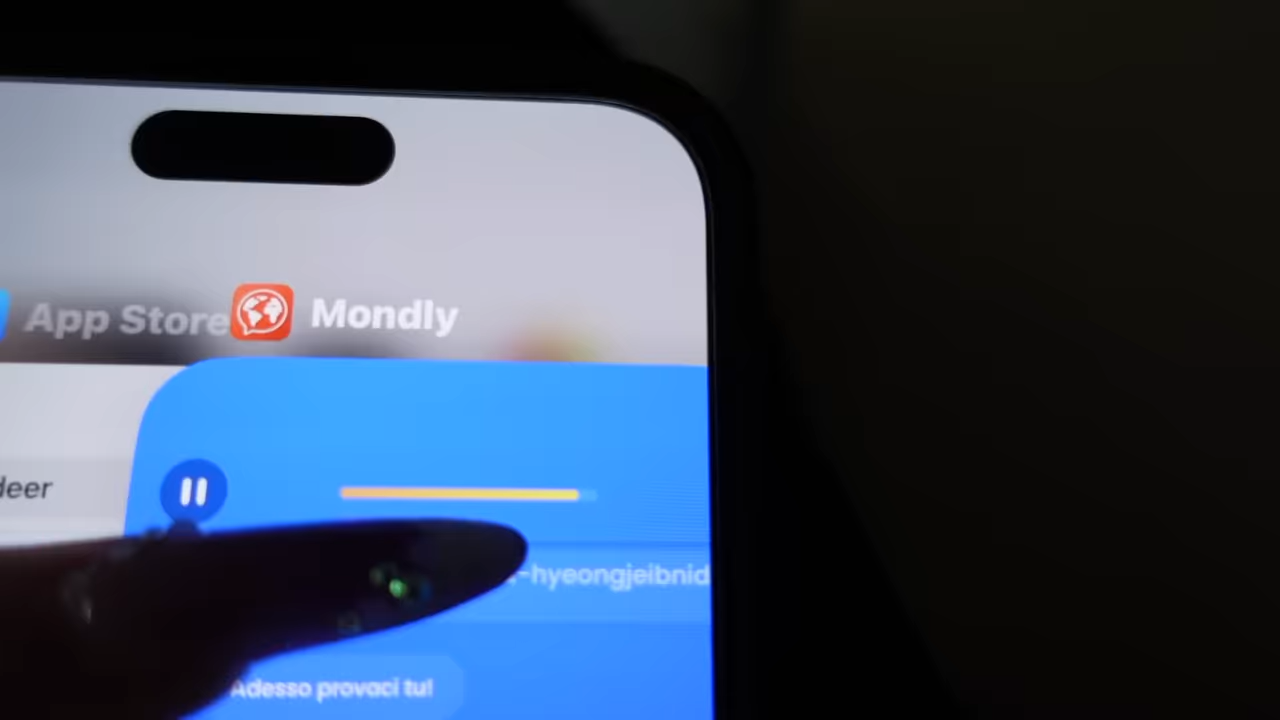 App Store
Mondly
deer
-hyeongjeibnid
Adesso provaci tu!